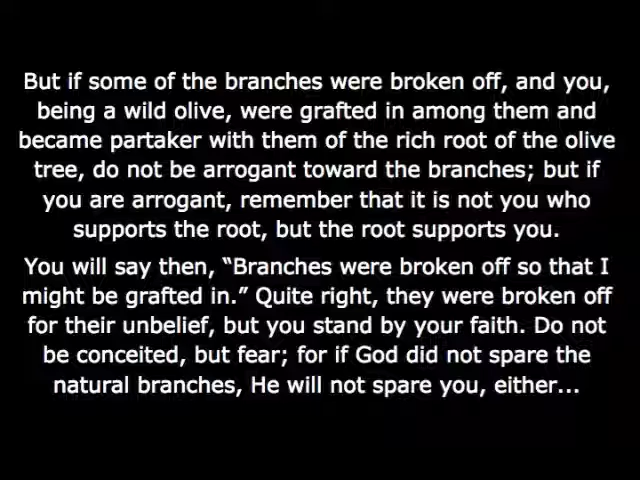 But if some of the branches were broken off, and you,
being a wild olive, were grafted in among them and
became partaker with them of the rich root of the olive
tree, do not be arrogant toward the branches; but if
you are arrogant, remember that it is not you who
supports the root, but the root supports you.
You will say then, “Branches were broken off so that I
might be grafted in.” Quite right, they were broken off
for their unbelief, but you stand by your faith. Do not
be conceited, but fear; for if God did not spare the
natural branches, He will not spare you, either...